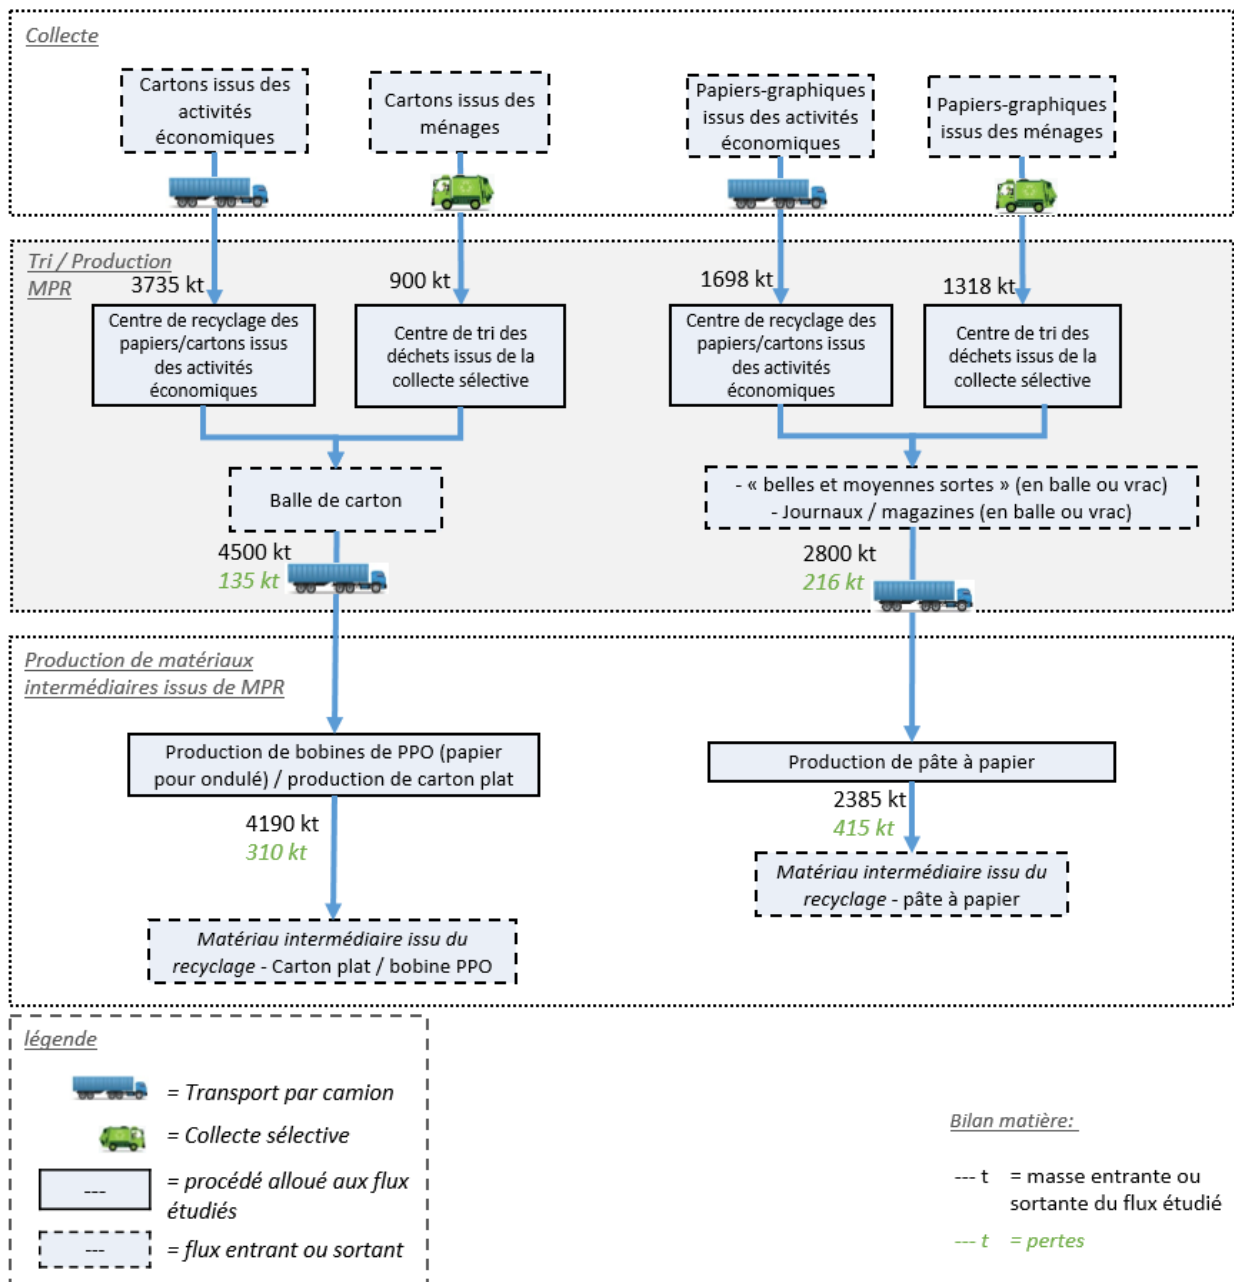 Collecte
Cartons issus des
activités
économiques
Cartons issus des
ménages
Papiers-graphiques
issus des activités
économiques
Papiers-graphiques
issus des ménages
Tri / Production
MPR
3735 kt
900 kt
1698 kt
1318 kt
Centre de recyclage des
papiers/cartons issus
des activités
économiques
Centre de tri des
déchets issus de la
collecte sélective
Centre de recyclage des
papiers/cartons issus
des activités
économiques
Centre de tri des
déchets issus de la
collecte sélective
Balle de carton
- « belles et moyennes sortes » (en balle ou vrac)
- Journaux / magazines (en balle ou vrac)
4500 kt
135 kt
2800 kt
216 kt
Production de matériaux
intermédiaires issus de MPR
Production de bobines de PPO (papier
pour ondulé) / production de carton plat
Production de pâte à papier
4190 kt
310 kt
2385 kt
415 kt
Matériau intermédiaire issu du
recyclage - Carton plat / bobine PPO
Matériau intermédiaire issu du
recyclage - pâte à papier
légende
= Transport par camion
= Collecte sélective
---
= procédé alloué aux flux
étudiés
---
= flux entrant ou sortant
Bilan matière:
--- t = masse entrante ou
sortante du flux étudié
--- t = pertes